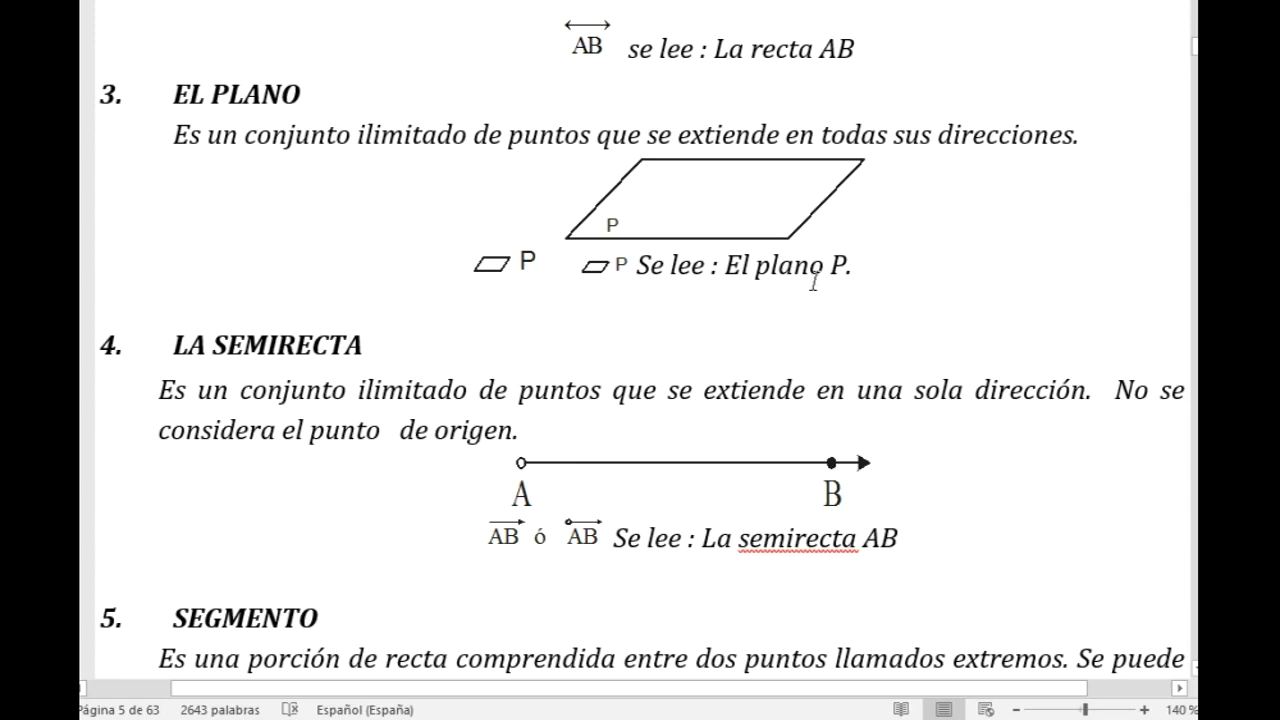 AB se lee : La recta AB
3. EL PLANO
Es un conjunto ilimitado de puntos que se extiende en todas sus direcciones.
P
P P Se lee : El plano P.
4. LA SEMIRECTA
Es un conjunto ilimitado de puntos que se extiende en una sola dirección. No se
considera el punto de origen.
A B
AB ó AB Se lee : La semirecta AB
5. SEGMENTO
Es una porción de recta comprendida entre dos puntos llamados extremos. Se puede
Página 5 de 63 2643 palabras Español (España) 140 %